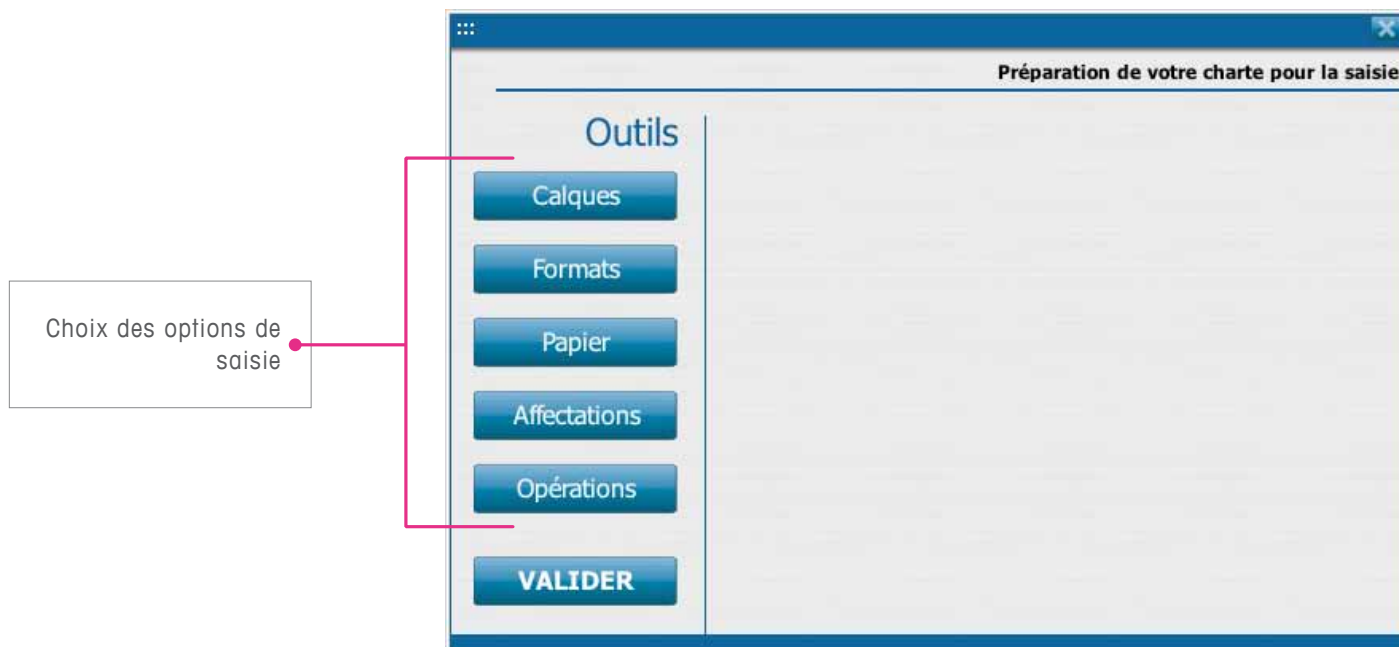 Préparation de votre charte pour la saisie
Outils
Calques
Formats
Papier
Affectations
Opérations
VALIDER
Choix des options de
saisie